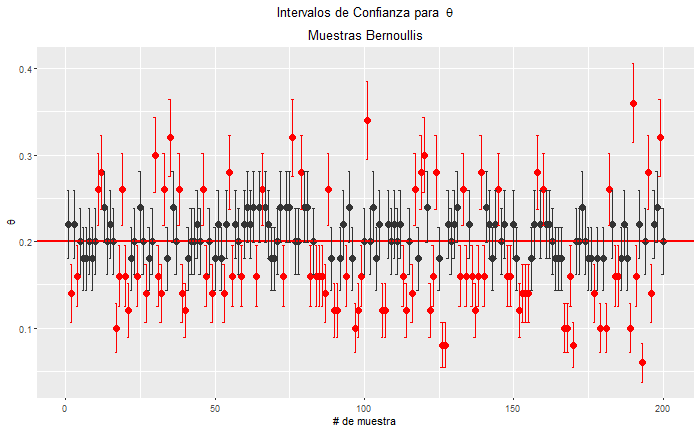 Intervalos de Confianza para θ
Muestras Bernoullis
0.4
0.3
0.2
0.1
θ
0
50
100
150
200
# de muestra